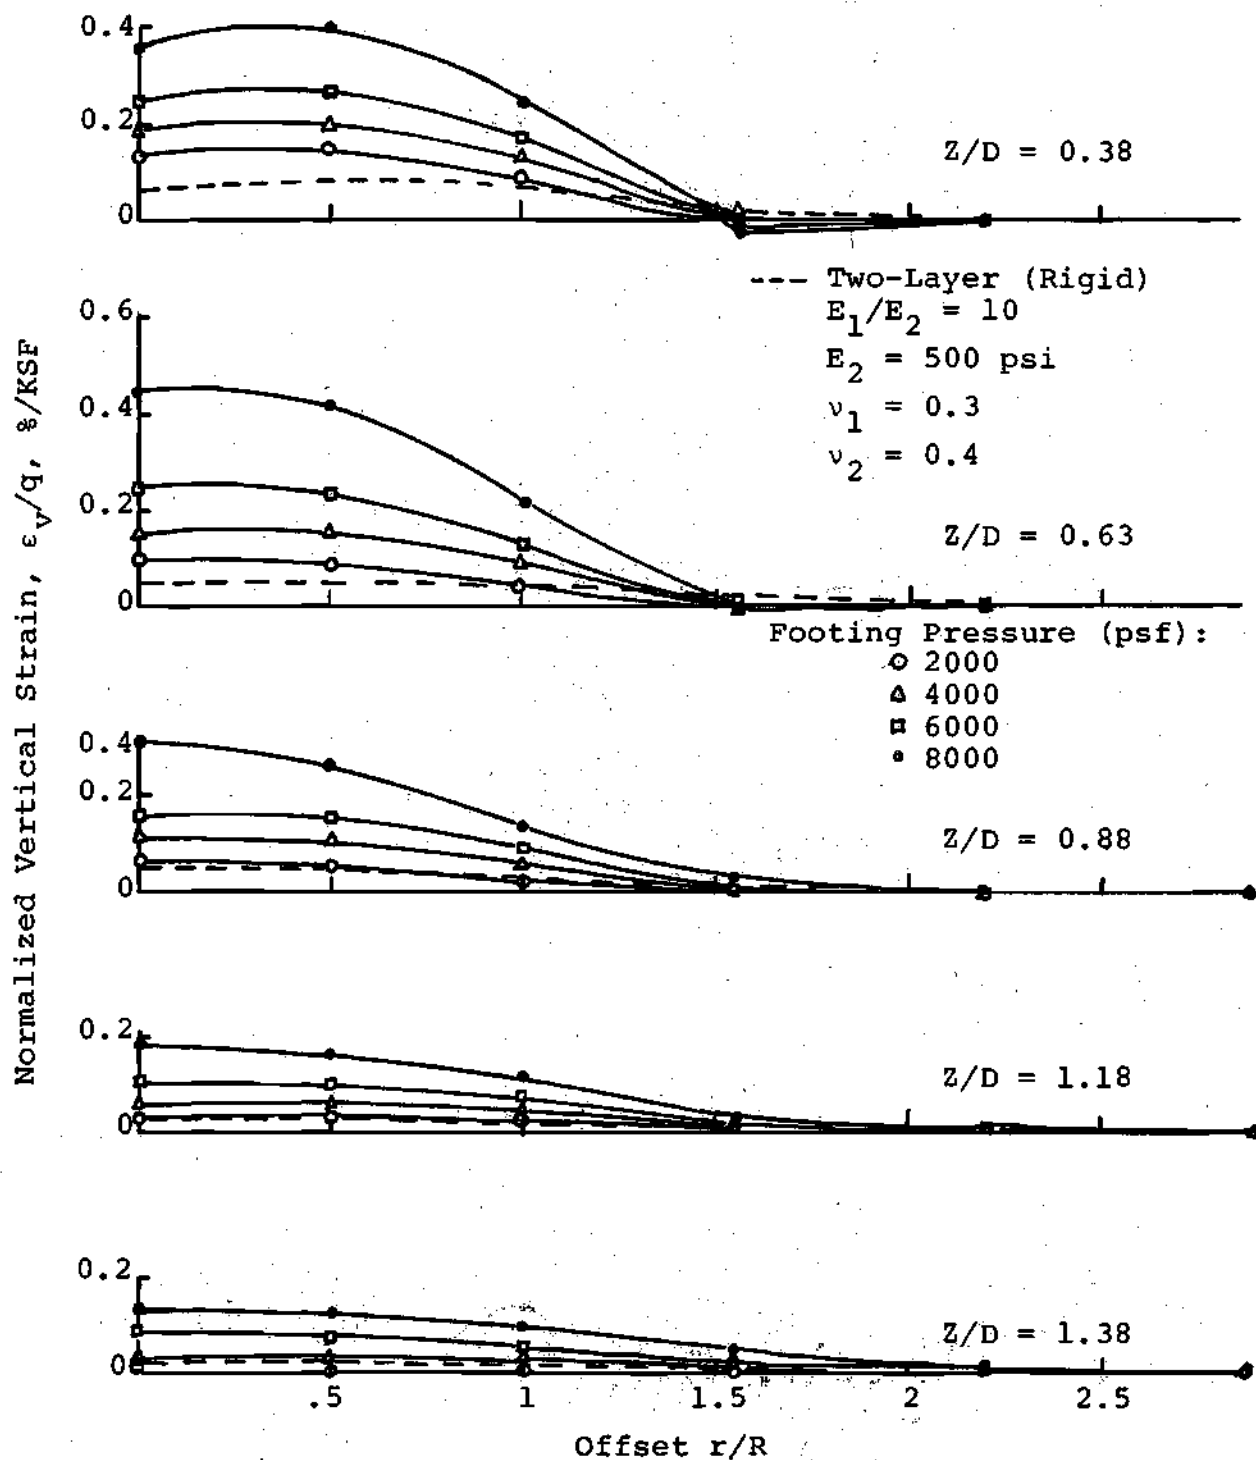 Normalized Vertical Strain, εv/q, %/KSF
0.4
0.2
0
Z/D = 0.38
--- Two-Layer (Rigid)
E1/E2 = 10
E2 = 500 psi
ν1 = 0.3
ν2 = 0.4
0.6
0.4
0.2
0
Z/D = 0.63
Footing Pressure (psf):
2000
4000
6000
8000
0.4
0.2
0
Z/D = 0.88
0.2
0
Z/D = 1.18
0.2
0
Z/D = 1.38
.5 1 1.5 2 2.5
Offset r/R